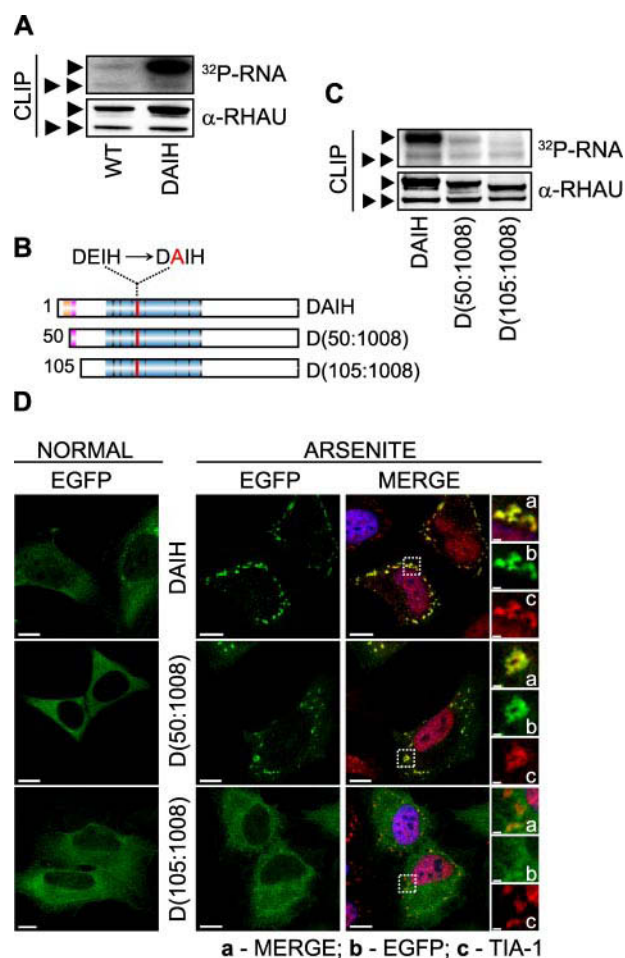 A
CLIP
³²P-RNA
α-RHAU
WT
DAIH
C
CLIP
³²P-RNA
α-RHAU
DAIH
D(50:1008)
D(105:1008)
B
DEIH → DAIH
1 DAIH
50 D(50:1008)
105 D(105:1008)
D
NORMAL ARSENITE
EGFP EGFP MERGE
DAIH
a
b
c
D(50:1008)
a
b
c
D(105:1008)
a
b
c
a - MERGE; b - EGFP; c - TIA-1